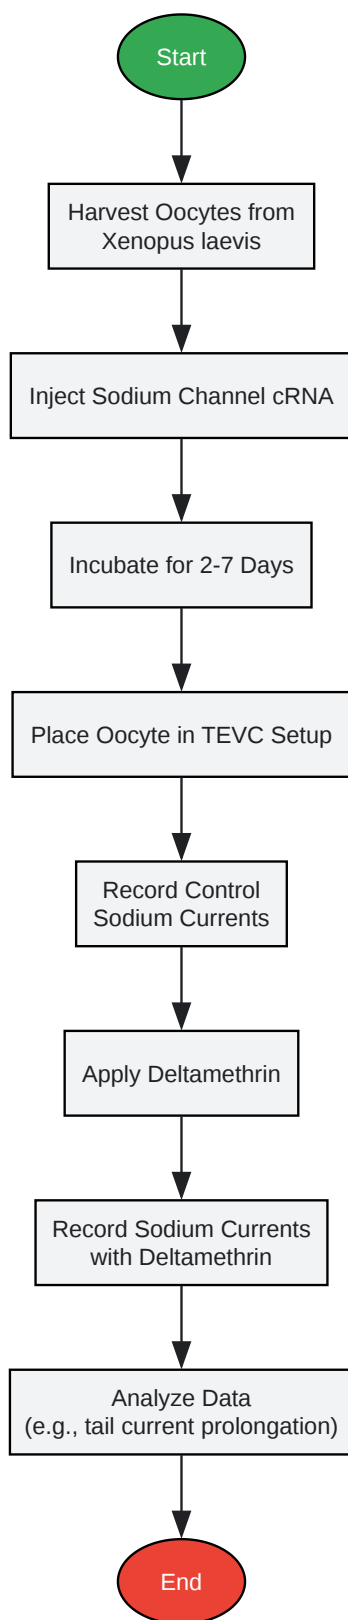 Start
Harvest Oocytes from
Xenopus laevis
Inject Sodium Channel cRNA
Incubate for 2-7 Days
Place Oocyte in TEVC Setup
Record Control
Sodium Currents
Apply Deltamethrin
Record Sodium Currents
with Deltamethrin
Analyze Data
(e.g., tail current prolongation)
End